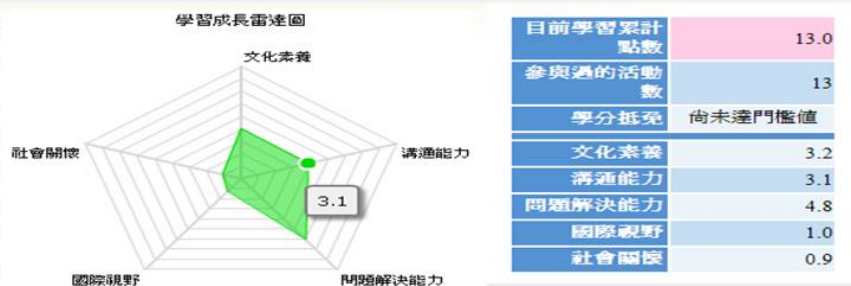 學習成長雷達圖
文化素養
溝通能力
問題解決能力
國際視野
社會關懷
3.1
目前學習累計
點數
13.0
參與過的活動
數
13
學分抵免
尚未達門檻值
文化素養
3.2
溝通能力
3.1
問題解決能力
4.8
國際視野
1.0
社會關懷
0.9